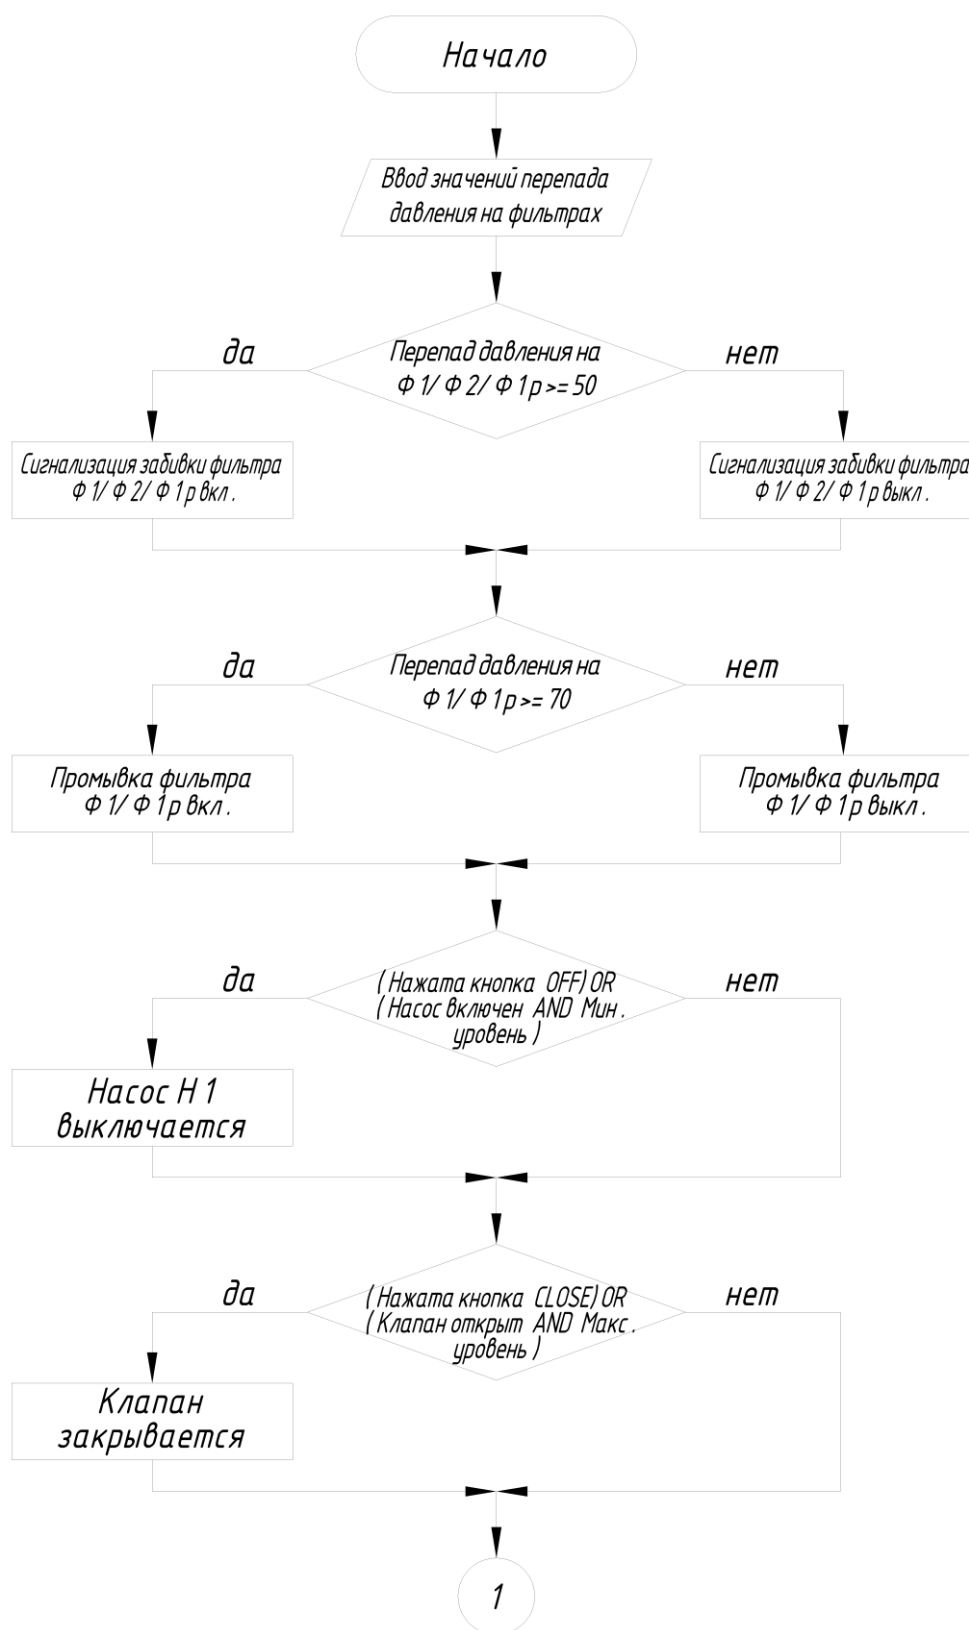 Начало
Ввод значений перепада
давления на фильтрах
да
Перепад давления на
Ф 1/ Ф 2/ Ф 1р >= 50
нет
Сигнализация забивки фильтра
Ф 1/ Ф 2/ Ф 1р вкл .
Сигнализация забивки фильтра
Ф 1/ Ф 2/ Ф 1р выкл .
да
Перепад давления на
Ф 1/ Ф 1р >= 70
нет
Промывка фильтра
Ф 1/ Ф 1р вкл .
Промывка фильтра
Ф 1/ Ф 1р выкл .
да
( Нажата кнопка OFF) OR
( Насос включен AND Мин .
уровень )
нет
Насос Н 1
выключается
да
( Нажата кнопка CLOSE) OR
( Клапан открыт AND Макс .
уровень )
нет
Клапан
закрывается
1